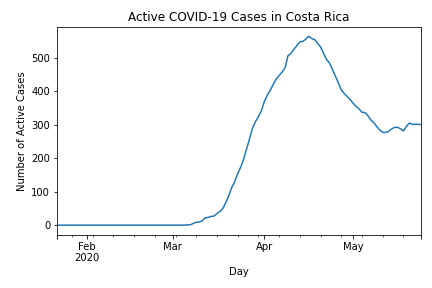 Active COVID-19 Cases in Costa Rica
Number of Active Cases
500
400
300
200
100
0
Feb
2020
Mar
Apr
May
Day